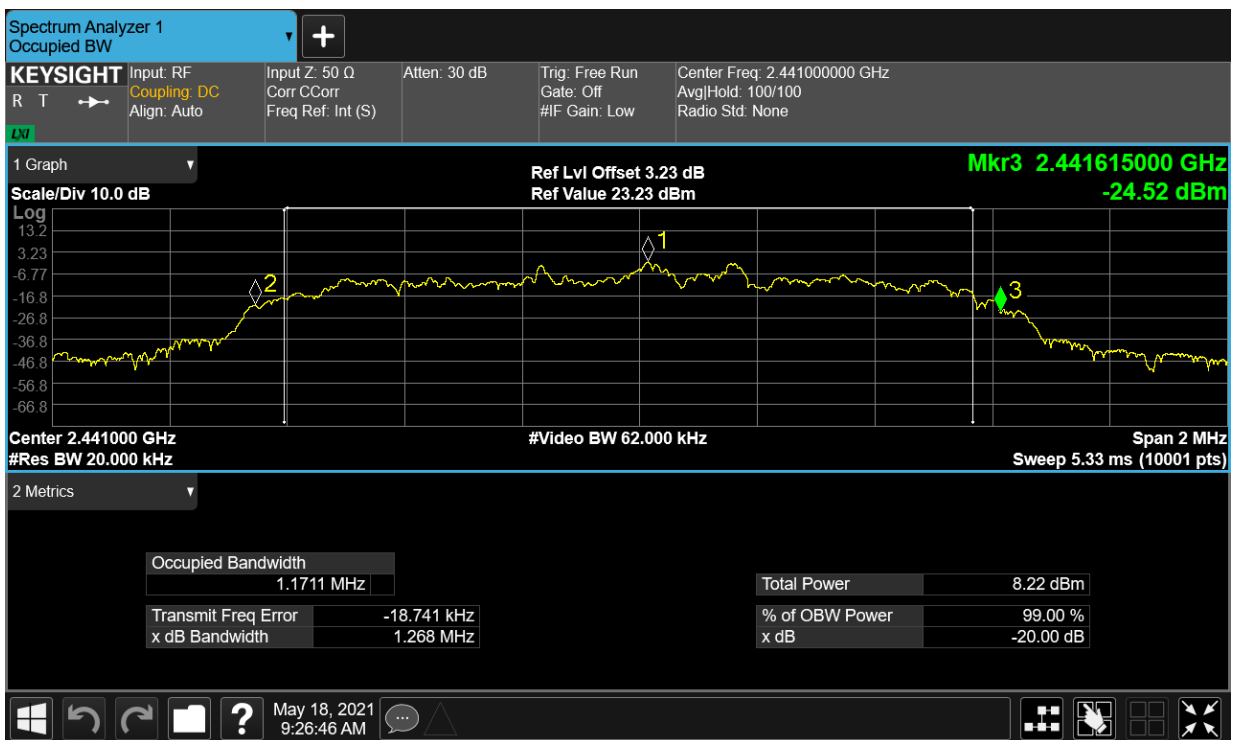 Spectrum Analyzer 1
Occupied BW
▼
+
KEYSIGHT
R T
LXI
Input: RF
Coupling: DC
Align: Auto
Input Z: 50 Ω
Corr CCorr
Freq Ref: Int (S)
Atten: 30 dB
Trig: Free Run
Gate: Off
#IF Gain: Low
Center Freq: 2.441000000 GHz
Avg|Hold: 100/100
Radio Std: None
1 Graph ▼
Scale/Div 10.0 dB
Ref Lvl Offset 3.23 dB
Ref Value 23.23 dBm
Mkr3 2.441615000 GHz
-24.52 dBm
Log
13.2
3.23
-6.77
-16.8
-26.8
-36.8
-46.8
-56.8
-66.8
1
2
3
Center 2.441000 GHz
#Res BW 20.000 kHz
#Video BW 62.000 kHz
Span 2 MHz
Sweep 5.33 ms (10001 pts)
2 Metrics ▼
Occupied Bandwidth
1.1711 MHz
Transmit Freq Error -18.741 kHz
x dB Bandwidth 1.268 MHz
Total Power 8.22 dBm
% of OBW Power 99.00 %
x dB -20.00 dB
?
May 18, 2021
9:26:46 AM